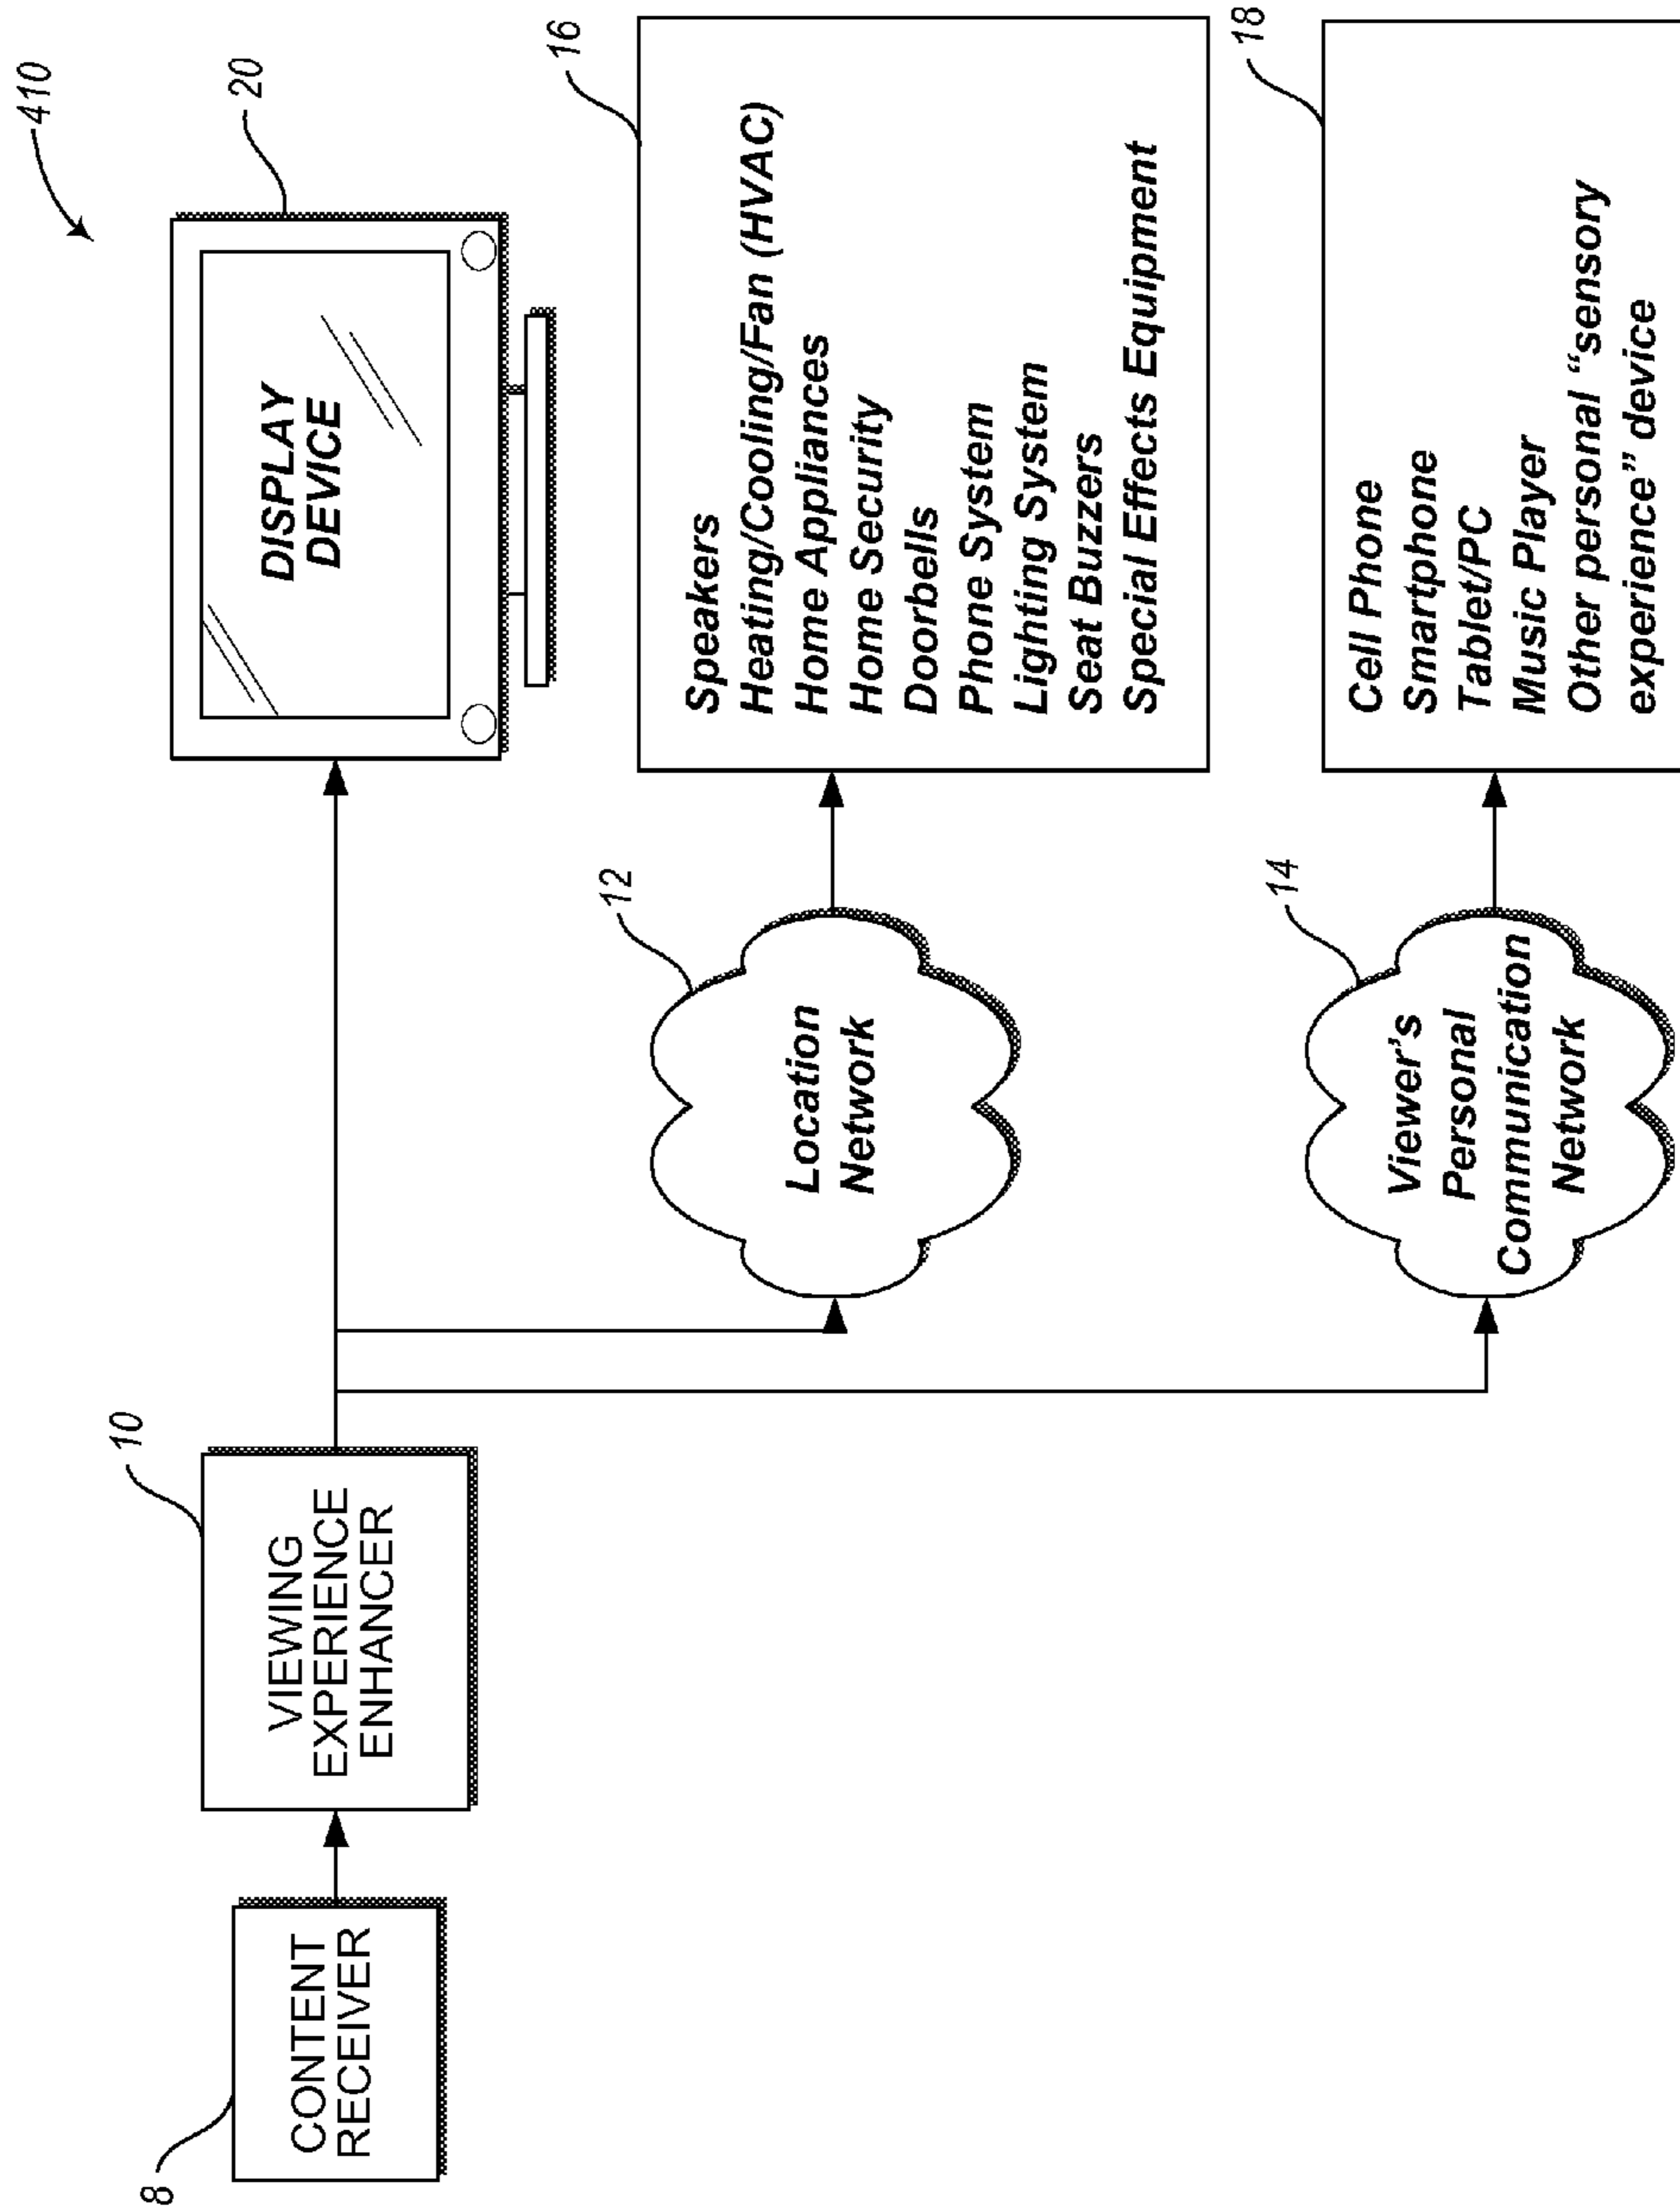 410
20
DISPLAY
DEVICE
10
VIEWING
EXPERIENCE
ENHANCER
8
CONTENT
RECEIVER
12
Location
Network
16
Speakers
Heating/Cooling/Fan (HVAC)
Home Appliances
Home Security
Doorbells
Phone System
Lighting System
Seat Buzzers
Special Effects Equipment
14
Viewer's
Personal
Communication
Network
18
Cell Phone
Smartphone
Tablet/PC
Music Player
Other personal “sensory
experience” device